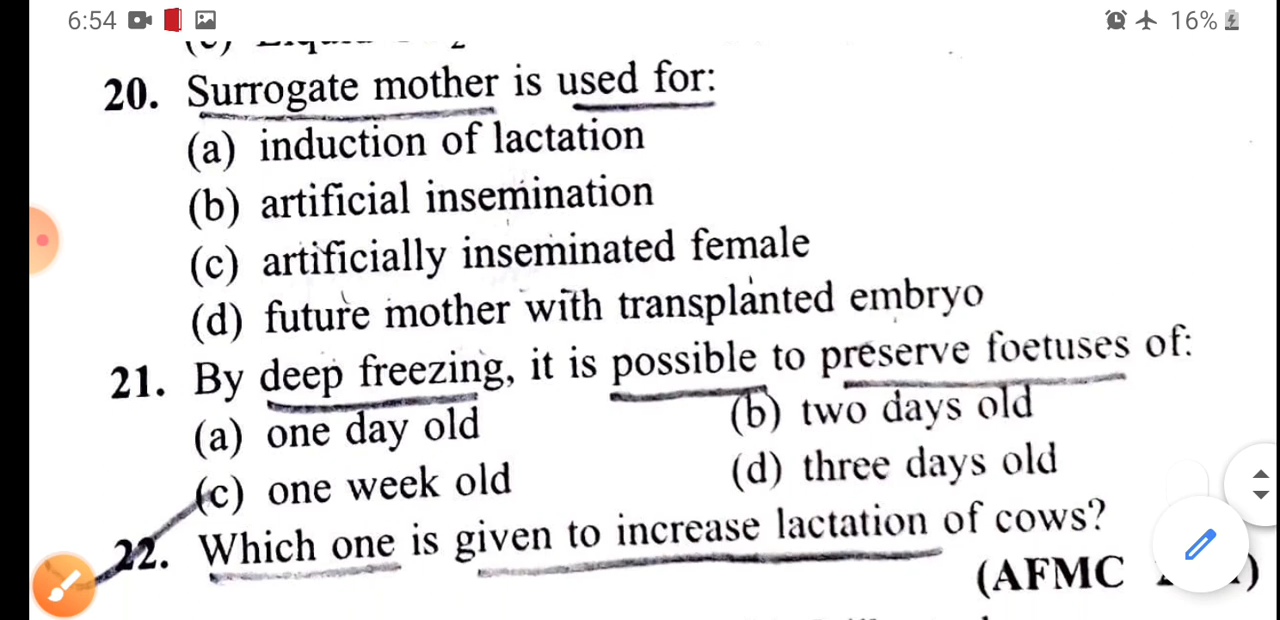 6:54 16%
20. Surrogate mother is used for:
(a) induction of lactation
(b) artificial insemination
(c) artificially inseminated female
(d) future mother with transplanted embryo
21. By deep freezing, it is possible to preserve foetuses of:
(a) one day old (b) two days old
(c) one week old (d) three days old
22. Which one is given to increase lactation of cows?
(AFMC